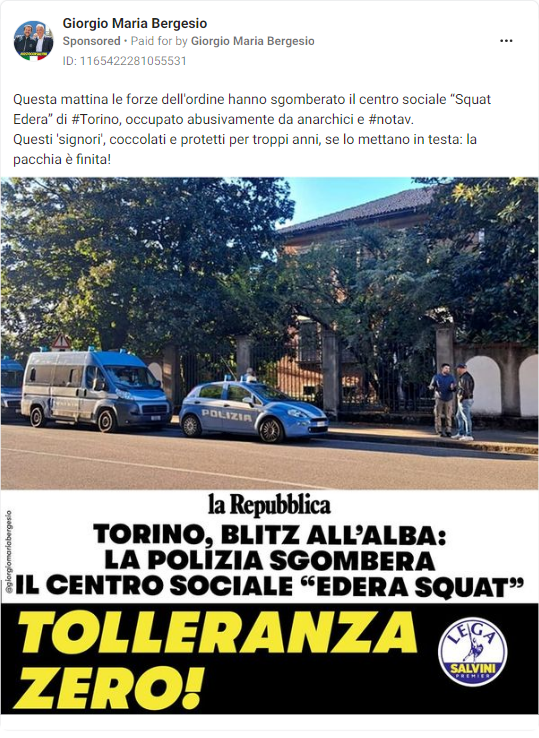 Giorgio Maria Bergesio
Sponsored • Paid for by Giorgio Maria Bergesio
ID: 1165422281055531
Questa mattina le forze dell'ordine hanno sgomberato il centro sociale “Squat
Edera” di #Torino, occupato abusivamente da anarchici e #notav.
Questi 'signori', coccolati e protetti per troppi anni, se lo mettano in testa: la
pacchia è finita!
POLIZIA
la Repubblica
TORINO, BLITZ ALL'ALBA:
LA POLIZIA SGOMBERA
IL CENTRO SOCIALE “EDERA SQUAT”
@giorgiomariabergesio
TOLLERANZA
ZERO!
LEGA
SALVINI
PREMIER